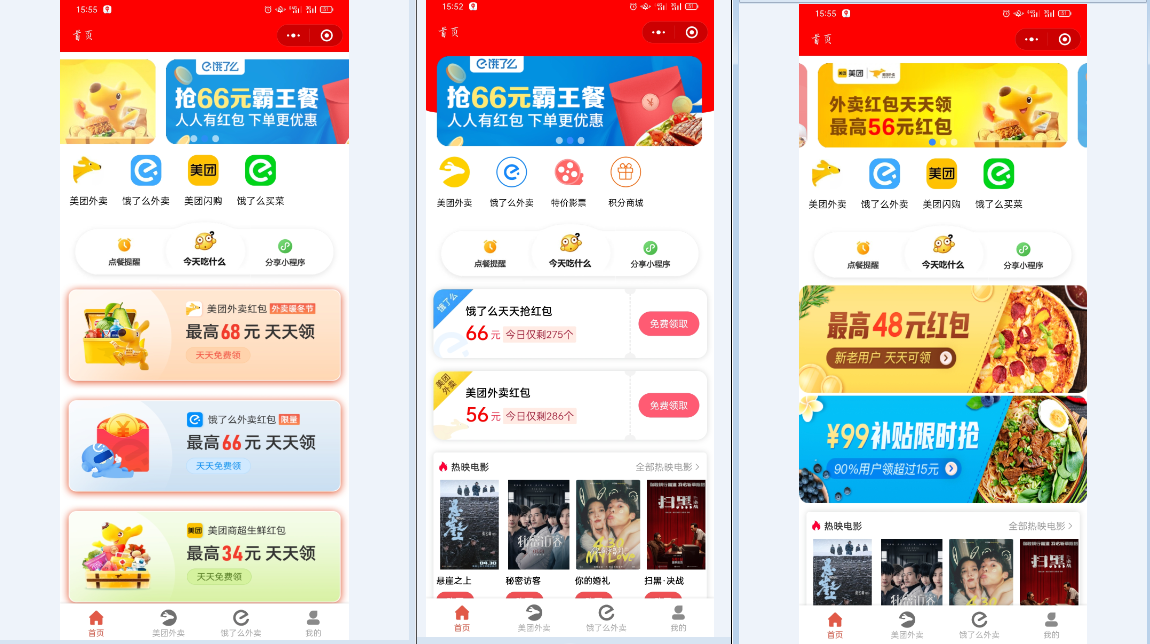 15:55
首页
饿了么
抢66元霸王餐
人人有红包 下单更优惠
美团外卖
饿了么外卖
美团闪购
饿了么买菜
点餐提醒
今天吃什么
分享小程序
美团外卖红包 外卖暖冬节
最高68元 天天领
天天免费领
饿了么外卖红包 限量
最高66元 天天领
天天免费领
美团 美团商超生鲜红包
最高34元 天天领
天天免费领
首页
美团外卖
饿了么外卖
我的
15:52
首页
饿了么
抢66元霸王餐
人人有红包 下单更优惠
美团外卖
饿了么外卖
特价影票
积分商城
点餐提醒
今天吃什么
分享小程序
饿了么
饿了么天天抢红包
66元 今日仅剩275个
免费领取
美团外卖
美团外卖红包
56元 今日仅剩286个
免费领取
热映电影
全部热映电影
悬崖之上
秘密访客
你的婚礼
扫黑·决战
首页
美团外卖
饿了么外卖
我的
15:55
首页
美团
外卖红包天天领
最高56元红包
美团外卖
饿了么外卖
美团
美团闪购
饿了么买菜
点餐提醒
今天吃什么
分享小程序
最高48元红包
新老用户 天天可领
¥99补贴限时抢
90%用户领超过15元
热映电影
全部热映电影
扫黑
首页
美团外卖
饿了么外卖
我的